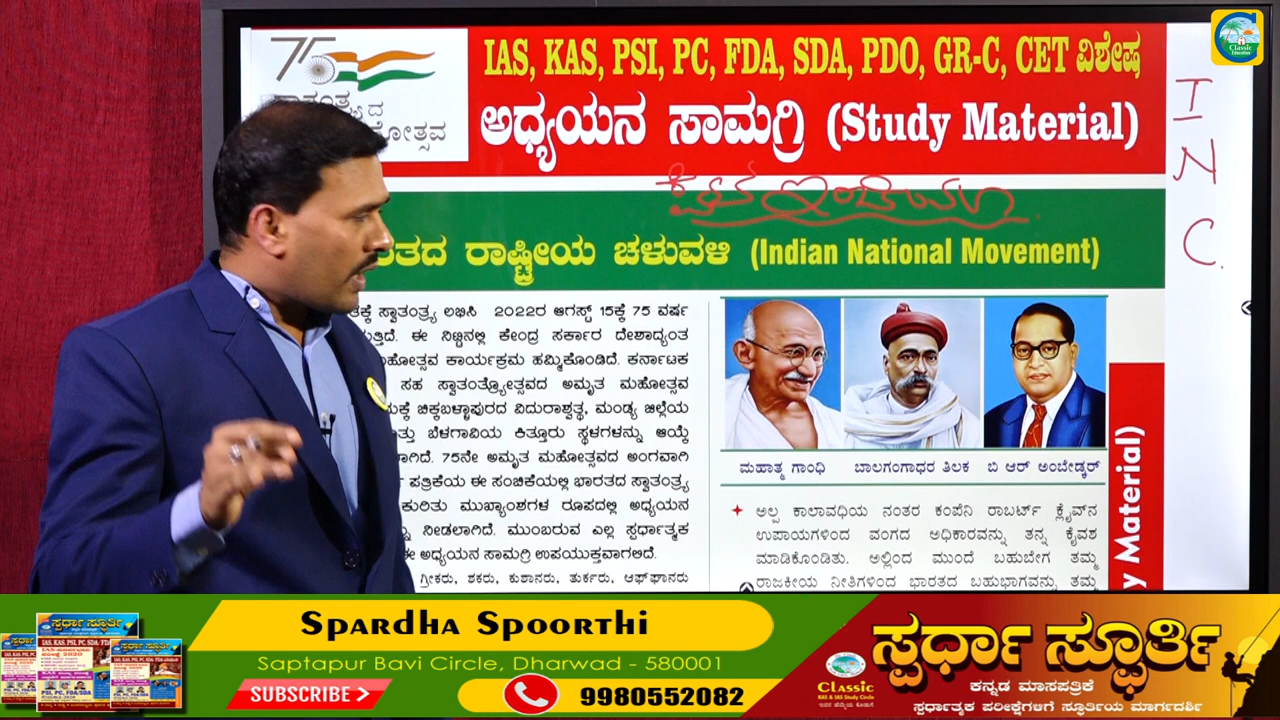 Classic
Education
IAS, KAS, PSI, PC, FDA, SDA, PDO, GR-C, CET ವಿಶೇಷ
ಅಧ್ಯಯನ ಸಾಮಗ್ರಿ (Study Material)
I
N
C
ರಾಷ್ಟ್ರೀಯ ಚಳುವಳಿ (Indian National Movement)
ಸ್ವಾತಂತ್ರ್ಯ ಲಭಿಸಿ 2022ರ ಆಗಸ್ಟ್ 15ಕ್ಕೆ 75 ವರ್ಷ
ಈ ನಿಟ್ಟಿನಲ್ಲಿ ಕೇಂದ್ರ ಸರ್ಕಾರ ದೇಶಾದ್ಯಂತ
ಕಾರ್ಯಕ್ರಮ ಹಮ್ಮಿಕೊಂಡಿದೆ. ಕರ್ನಾಟಕ
ಸಹ ಸ್ವಾತಂತ್ರ್ಯೋತ್ಸವದ ಅಮೃತ ಮಹೋತ್ಸವ
ಚಿಕ್ಕಬಳ್ಳಾಪುರದ ವಿದುರಾಶ್ವತ್ಥ, ಮಂಡ್ಯ ಜಿಲ್ಲೆಯ
ಬೆಳಗಾವಿಯ ಕಿತ್ತೂರು ಸ್ಥಳಗಳನ್ನು ಆಯ್ಕೆ
75ನೇ ಅಮೃತ ಮಹೋತ್ಸವದ ಅಂಗವಾಗಿ
ಪತ್ರಿಕೆಯ ಈ ಸಂಚಿಕೆಯಲ್ಲಿ ಭಾರತದ ಸ್ವಾತಂತ್ರ್ಯ
ಕುರಿತು ಮುಖ್ಯಾಂಶಗಳ ರೂಪದಲ್ಲಿ ಅಧ್ಯಯನ
ನೀಡಲಾಗಿದೆ. ಮುಂಬರುವ ಎಲ್ಲ ಸ್ಪರ್ಧಾತ್ಮಕ
ಈ ಅಧ್ಯಯನ ಸಾಮಗ್ರಿ ಉಪಯುಕ್ತವಾಗಲಿದೆ.
ಗ್ರೀಕರು, ಶಕರು, ಕುಶಾನರು, ತುರ್ಕರು, ಆಫ್ಘಾನರು
ಮಹಾತ್ಮ ಗಾಂಧಿ ಬಾಲಗಂಗಾಧರ ತಿಲಕ ಬಿ ಆರ್ ಅಂಬೇಡ್ಕರ್
ಅಲ್ಪ ಕಾಲಾವಧಿಯ ನಂತರ ಕಂಪೆನಿ ರಾಬರ್ಟ್ ಕ್ಲೈವ್‌ನ
ಉಪಾಯಗಳಿಂದ ವಂಗದ ಅಧಿಕಾರವನ್ನು ತನ್ನ ಕೈವಶ
ಮಾಡಿಕೊಂಡಿತು. ಅಲ್ಲಿಂದ ಮುಂದೆ ಬಹುಬೇಗ ತಮ್ಮ
ರಾಜಕೀಯ ನೀತಿಗಳಿಂದ ಭಾರತದ ಬಹುಭಾಗವನ್ನು ತಮ್ಮ
Material)
Spardha Spoorthi
Saptapur Bavi Circle, Dharwad - 580001
SUBSCRIBE >
9980552082
ಸ್ಪರ್ಧಾ ಸ್ಫೂರ್ತಿ
Classic
KAS & IAS Study Circle
ಕನ್ನಡ ಮಾಸಪತ್ರಿಕೆ
ಸ್ಪರ್ಧಾತ್ಮಕ ಪರೀಕ್ಷೆಗಳಿಗೆ ಸ್ಫೂರ್ತಿಯ ಮಾರ್ಗದರ್ಶಿ